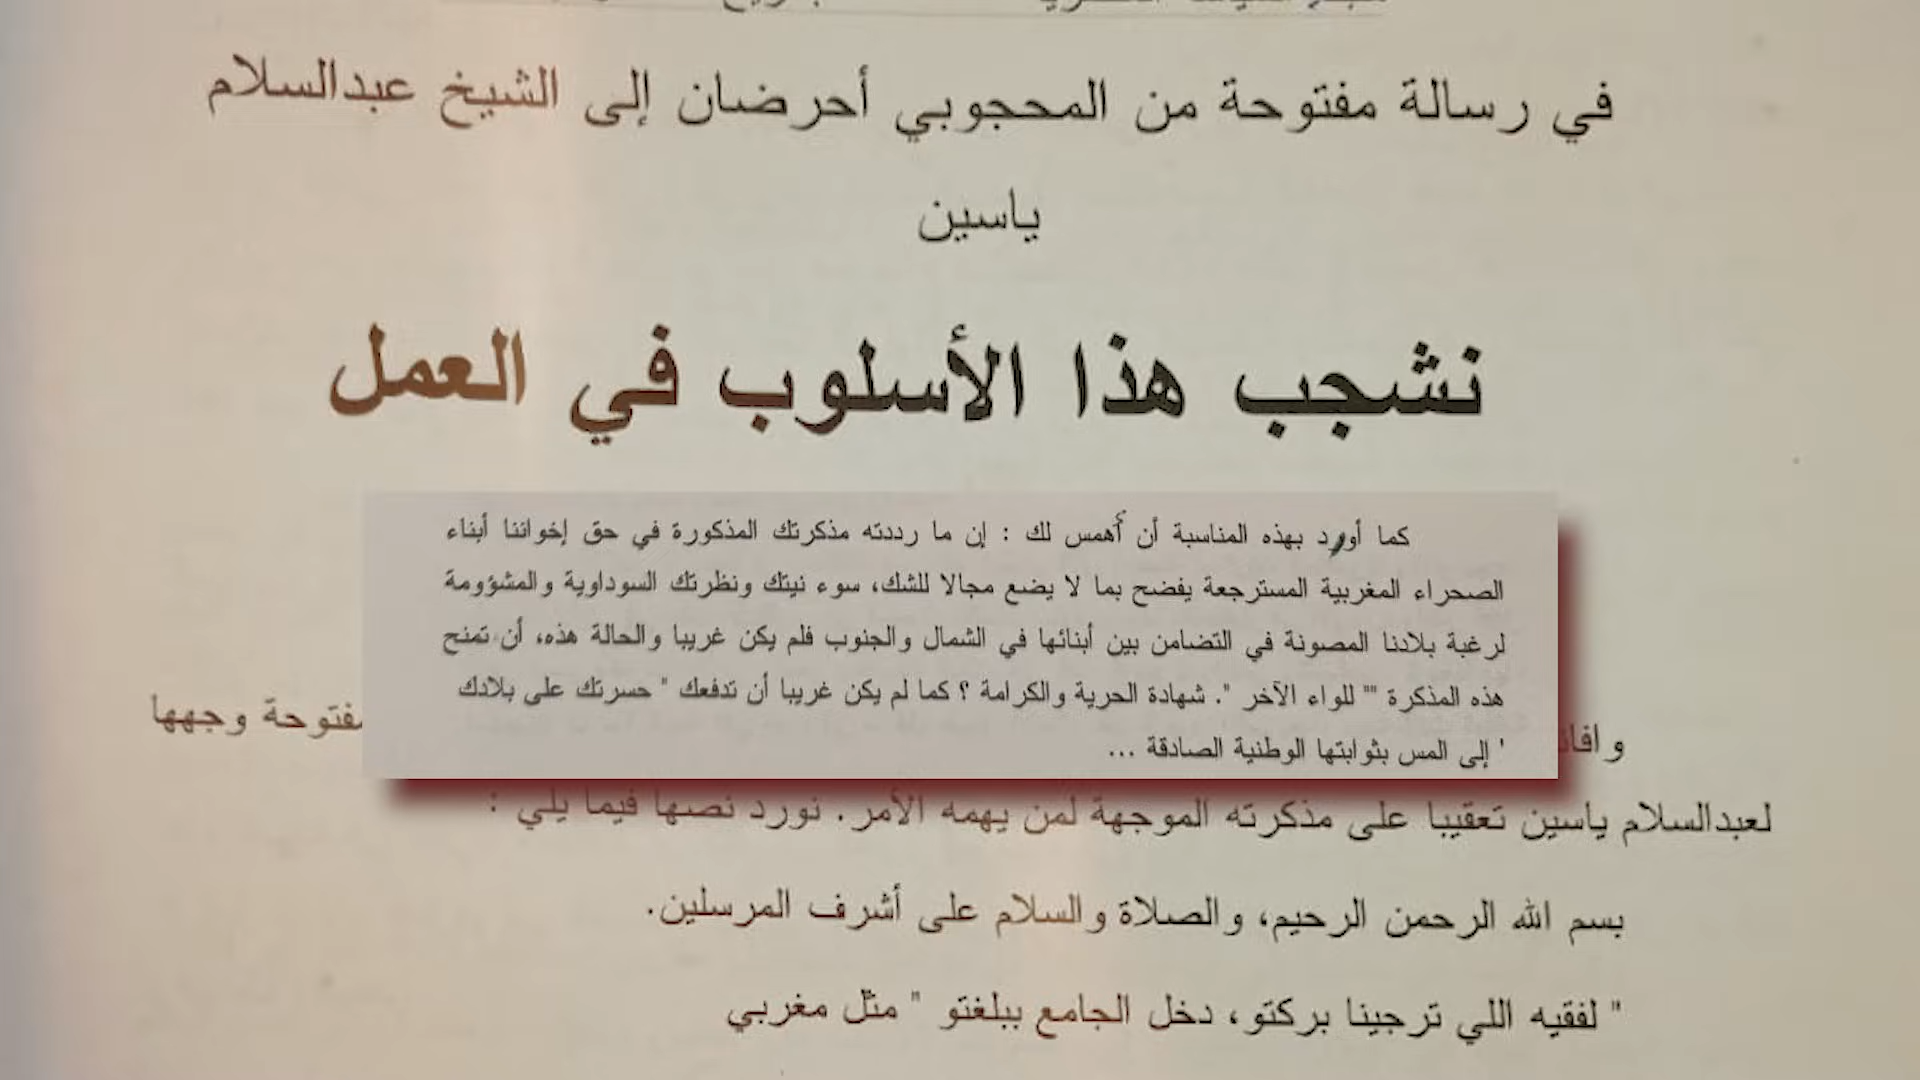 في رسالة مفتوحة من المحجوبي أحرضان إلى الشيخ عبدالسلام
ياسين
نشجب هذا الأسلوب في العمل
كما أورد بهذه المناسبة أن أهمس لك : إن ما رددته مذكرتك المذكورة في حق إخواننا أبناء
الصحراء المغربية المسترجعة يفضح بما لا يضع مجالا للشك، سوء نيتك ونظرتك السوداوية والمشؤومة
لرغبة بلادنا المصونة في التضامن بين أبنائها في الشمال والجنوب فلم يكن غريبا والحالة هذه، أن تمنح
هذه المذكرة "" للواء الآخر ". شهادة الحرية والكرامة ؟ كما لم يكن غريبا أن تدفعك " حسرتك على بلادك
' إلى المس بثوابتها الوطنية الصادقة ...
مفتوحة وجهها
لعبدالسلام ياسين تعقيبا على مذكرته الموجهة لمن يهمه الأمر. نورد نصها فيما يلي :
بسم الله الرحمن الرحيم، والصلاة والسلام على أشرف المرسلين.
" لفقيه اللي ترجينا بركتو، دخل الجامع ببلغتو " مثل مغربي